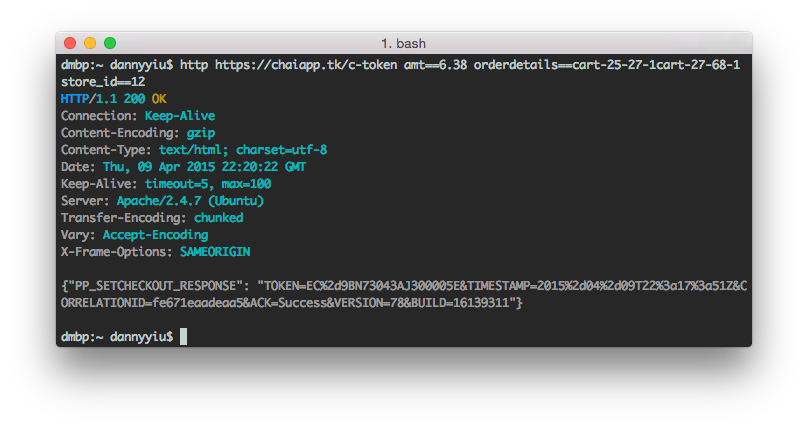 1. bash
dmbp:~ dannyyiu$ http https://chaiapp.tk/c-token amt==6.38 orderdetails==cart-25-27-1cart-27-68-1
store_id==12
HTTP/1.1 200 OK
Connection: Keep-Alive
Content-Encoding: gzip
Content-Type: text/html; charset=utf-8
Date: Thu, 09 Apr 2015 22:20:22 GMT
Keep-Alive: timeout=5, max=100
Server: Apache/2.4.7 (Ubuntu)
Transfer-Encoding: chunked
Vary: Accept-Encoding
X-Frame-Options: SAMEORIGIN
{"PP_SETCHECKOUT_RESPONSE": "TOKEN=EC%2d9BN73043AJ300005E&TIMESTAMP=2015%2d04%2d09T22%3a17%3a51Z&C
ORRELATIONID=fe671eaadeaa5&ACK=Success&VERSION=78&BUILD=16139311"}
dmbp:~ dannyyiu$